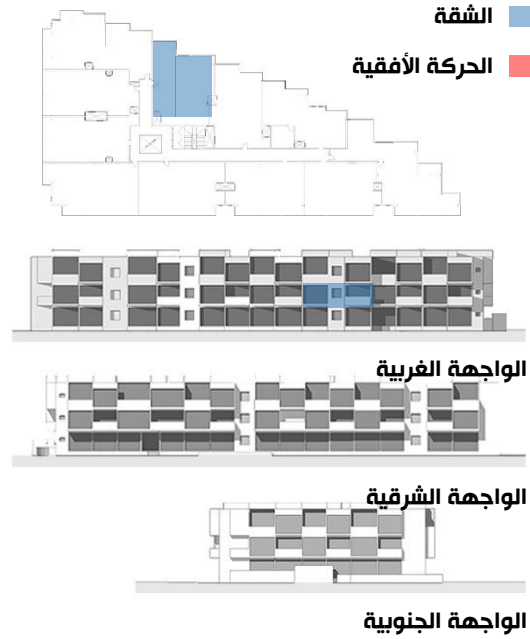 الشقة
الحركة الأفقية
الواجهة الغربية
الواجهة الشرقية
الواجهة الجنوبية